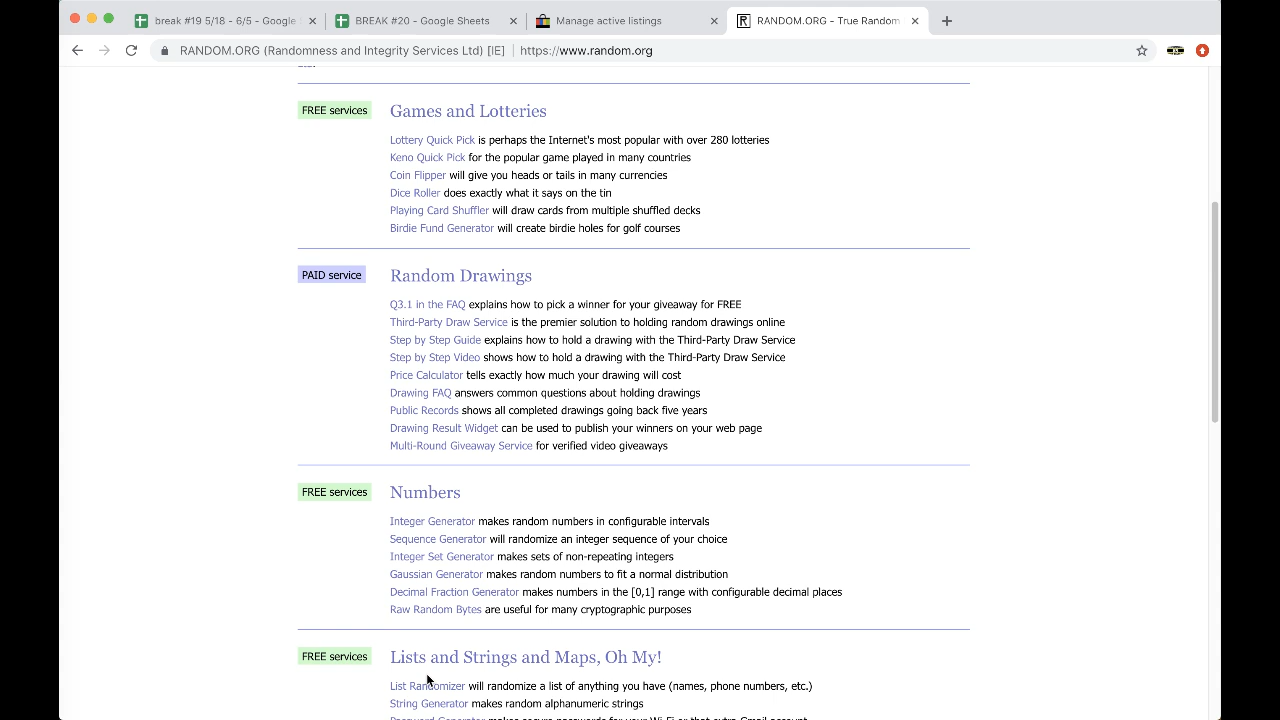 break #19 5/18 - 6/5 - Google
BREAK #20 - Google Sheets
Manage active listings
RANDOM.ORG - True Random
RANDOM.ORG (Randomness and Integrity Services Ltd) [IE] | https://www.random.org
FREE services
Games and Lotteries
Lottery Quick Pick is perhaps the Internet's most popular with over 280 lotteries
Keno Quick Pick for the popular game played in many countries
Coin Flipper will give you heads or tails in many currencies
Dice Roller does exactly what it says on the tin
Playing Card Shuffler will draw cards from multiple shuffled decks
Birdie Fund Generator will create birdie holes for golf courses
PAID service
Random Drawings
Q3.1 in the FAQ explains how to pick a winner for your giveaway for FREE
Third-Party Draw Service is the premier solution to holding random drawings online
Step by Step Guide explains how to hold a drawing with the Third-Party Draw Service
Step by Step Video shows how to hold a drawing with the Third-Party Draw Service
Price Calculator tells exactly how much your drawing will cost
Drawing FAQ answers common questions about holding drawings
Public Records shows all completed drawings going back five years
Drawing Result Widget can be used to publish your winners on your web page
Multi-Round Giveaway Service for verified video giveaways
FREE services
Numbers
Integer Generator makes random numbers in configurable intervals
Sequence Generator will randomize an integer sequence of your choice
Integer Set Generator makes sets of non-repeating integers
Gaussian Generator makes random numbers to fit a normal distribution
Decimal Fraction Generator makes numbers in the [0,1] range with configurable decimal places
Raw Random Bytes are useful for many cryptographic purposes
FREE services
Lists and Strings and Maps, Oh My!
List Randomizer will randomize a list of anything you have (names, phone numbers, etc.)
String Generator makes random alphanumeric strings
Password Generator makes secure passwords for your Wi-Fi or that extra Gmail account